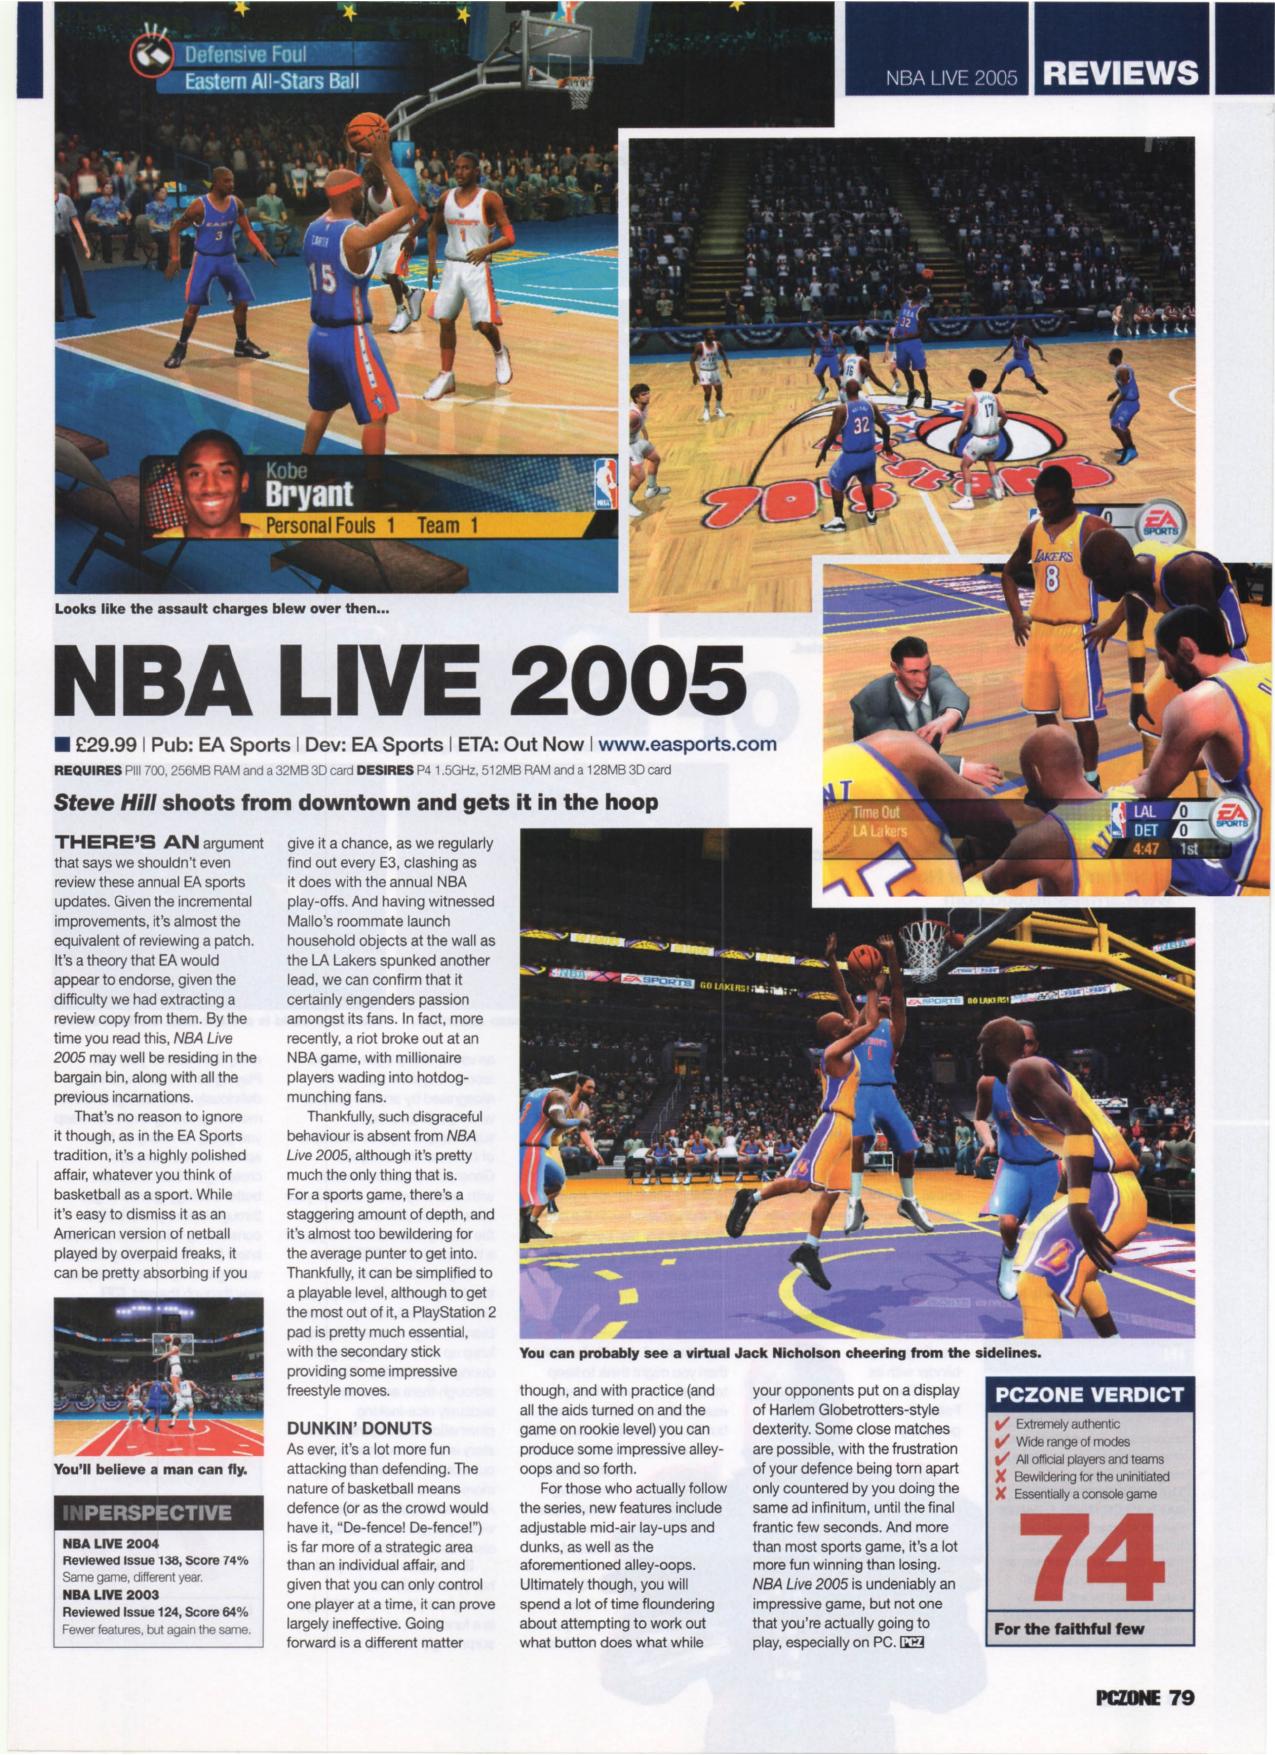 NBA LIVE 2005 REVIEWS
Defensive Foul
Eastern All-Stars Ball
EAST
3
CARTER
15
1
Kobe
Bryant
Personal Fouls 1 Team 1
NBA
32
16
32
17
70's Stars
0
EA
SPORTS
LAKERS
8
Looks like the assault charges blew over then...
Time Out
LA Lakers
LAL 0
DET 0
4:47 1st
EA
SPORTS
NBA LIVE 2005
£29.99 | Pub: EA Sports | Dev: EA Sports | ETA: Out Now | www.easports.com
REQUIRES PIII 700, 256MB RAM and a 32MB 3D card DESIRES P4 1.5GHz, 512MB RAM and a 128MB 3D card
Steve Hill shoots from downtown and gets it in the hoop
THERE'S AN argument
that says we shouldn't even
review these annual EA sports
updates. Given the incremental
improvements, it's almost the
equivalent of reviewing a patch.
It's a theory that EA would
appear to endorse, given the
difficulty we had extracting a
review copy from them. By the
time you read this, NBA Live
2005 may well be residing in the
bargain bin, along with all the
previous incarnations.
That's no reason to ignore
it though, as in the EA Sports
tradition, it's a highly polished
affair, whatever you think of
basketball as a sport. While
it's easy to dismiss it as an
American version of netball
played by overpaid freaks, it
can be pretty absorbing if you
You'll believe a man can fly.
INPERSPECTIVE
NBA LIVE 2004
Reviewed Issue 138, Score 74%
Same game, different year.
NBA LIVE 2003
Reviewed Issue 124, Score 64%
Fewer features, but again the same.
give it a chance, as we regularly
find out every E3, clashing as
it does with the annual NBA
play-offs. And having witnessed
Mallo's roommate launch
household objects at the wall as
the LA Lakers spunked another
lead, we can confirm that it
certainly engenders passion
amongst its fans. In fact, more
recently, a riot broke out at an
NBA game, with millionaire
players wading into hotdog-
munching fans.
Thankfully, such disgraceful
behaviour is absent from NBA
Live 2005, although it's pretty
much the only thing that is.
For a sports game, there's a
staggering amount of depth, and
it's almost too bewildering for
the average punter to get into.
Thankfully, it can be simplified to
a playable level, although to get
the most out of it, a PlayStation 2
pad is pretty much essential,
with the secondary stick
providing some impressive
freestyle moves.
DUNKIN' DONUTS
As ever, it's a lot more fun
attacking than defending. The
nature of basketball means
defence (or as the crowd would
have it, "De-fence! De-fence!")
is far more of a strategic area
than an individual affair, and
given that you can only control
one player at a time, it can prove
largely ineffective. Going
forward is a different matter
NBA EA SPORTS GO LAKERS!
EA SPORTS GO LAKERS!
You can probably see a virtual Jack Nicholson cheering from the sidelines.
though, and with practice (and
all the aids turned on and the
game on rookie level) you can
produce some impressive alley-
oops and so forth.
For those who actually follow
the series, new features include
adjustable mid-air lay-ups and
dunks, as well as the
aforementioned alley-oops.
Ultimately though, you will
spend a lot of time floundering
about attempting to work out
what button does what while
your opponents put on a display
of Harlem Globetrotters-style
dexterity. Some close matches
are possible, with the frustration
of your defence being torn apart
only countered by you doing the
same ad infinitum, until the final
frantic few seconds. And more
than most sports game, it's a lot
more fun winning than losing.
NBA Live 2005 is undeniably an
impressive game, but not one
that you're actually going to
play, especially on PC. PCZ
PCZONE VERDICT
✓ Extremely authentic
✓ Wide range of modes
✓ All official players and teams
✗ Bewildering for the uninitiated
✗ Essentially a console game
74
For the faithful few
PCZONE 79